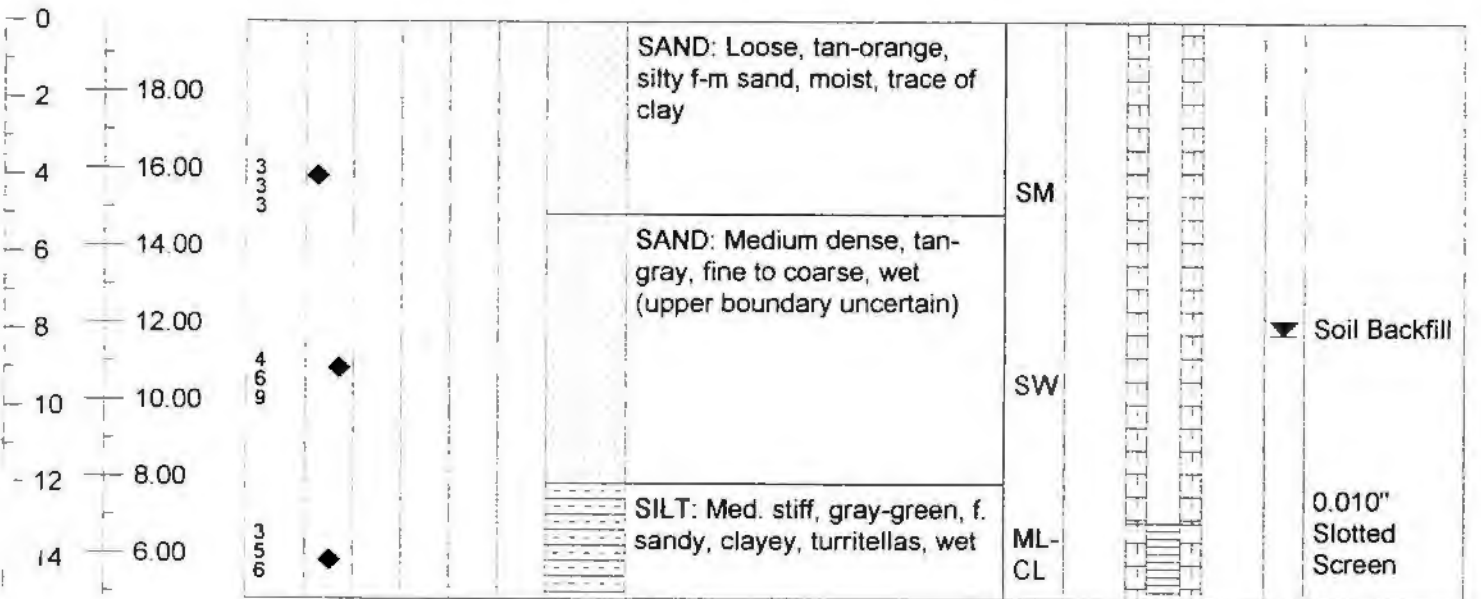 0
2
4
6
8
10
12
14
18.00
16.00
14.00
12.00
10.00
8.00
6.00
3
3
3
4
6
9
3
5
6
SAND: Loose, tan-orange,
silty f-m sand, moist, trace of
clay
SAND: Medium dense, tan-
gray, fine to coarse, wet
(upper boundary uncertain)
SILT: Med. stiff, gray-green, f.
sandy, clayey, turritellas, wet
SM
SW
ML-
CL
Soil Backfill
0.010"
Slotted
Screen